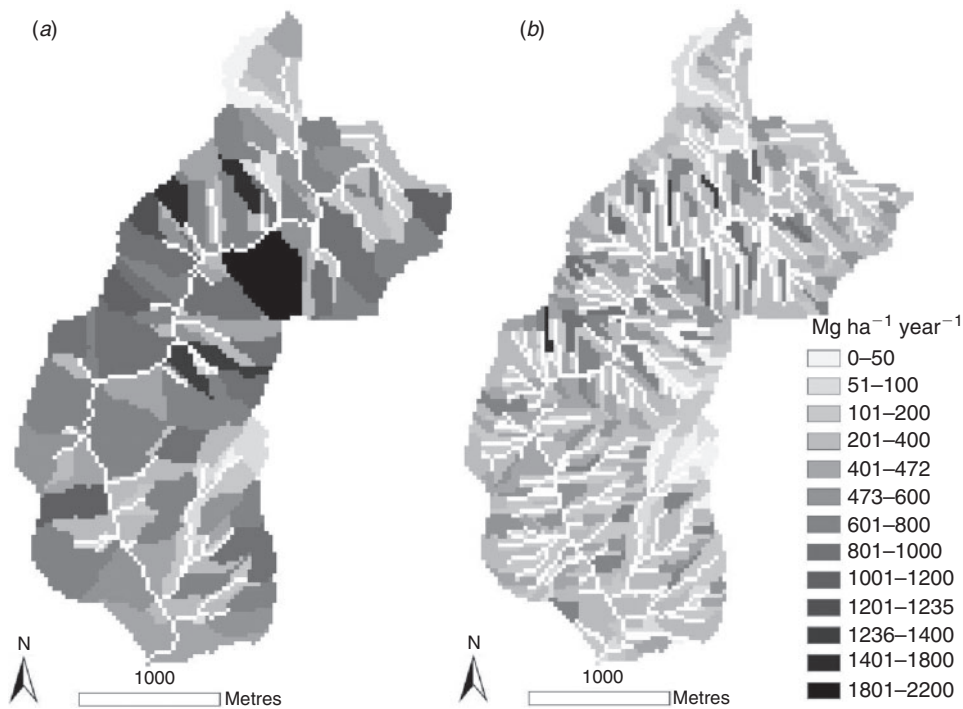 (a)
(b)
Mg ha⁻¹ year⁻¹
0–50
51–100
101–200
201–400
401–472
473–600
601–800
801–1000
1001–1200
1201–1235
1236–1400
1401–1800
1801–2200
N
1000
Metres
N
1000
Metres